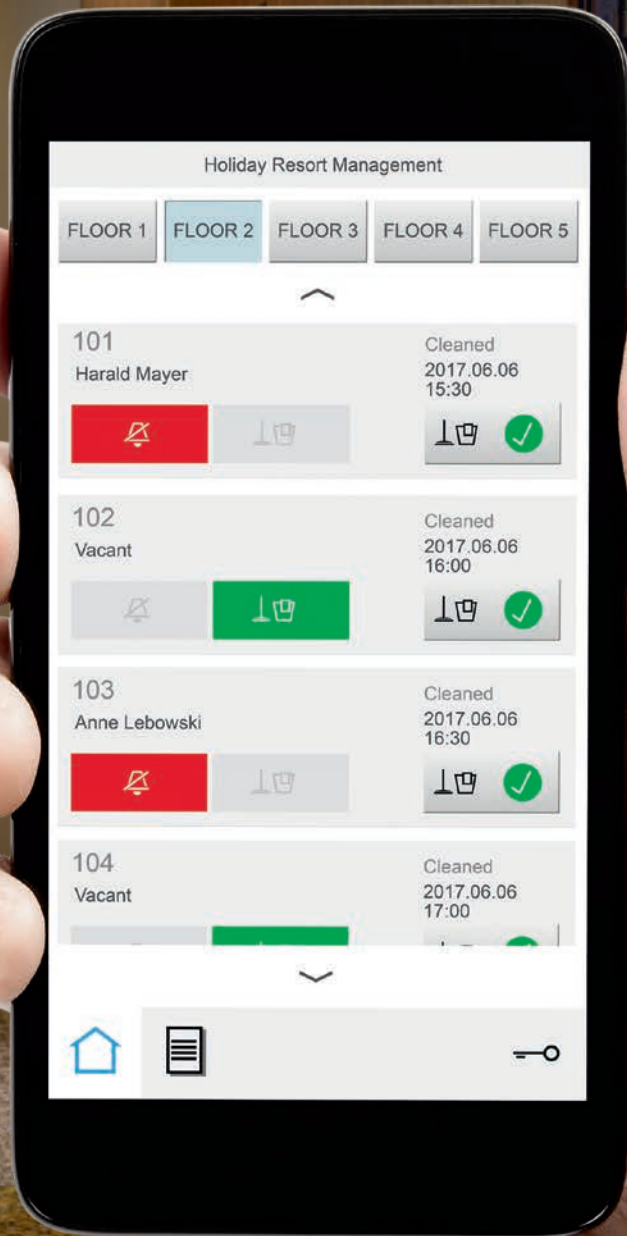 Holiday Resort Management
FLOOR 1 FLOOR 2 FLOOR 3 FLOOR 4 FLOOR 5
101
Harald Mayer
Cleaned
2017.06.06
15:30
102
Vacant
Cleaned
2017.06.06
16:00
103
Anne Lebowski
Cleaned
2017.06.06
16:30
104
Vacant
Cleaned
2017.06.06
17:00